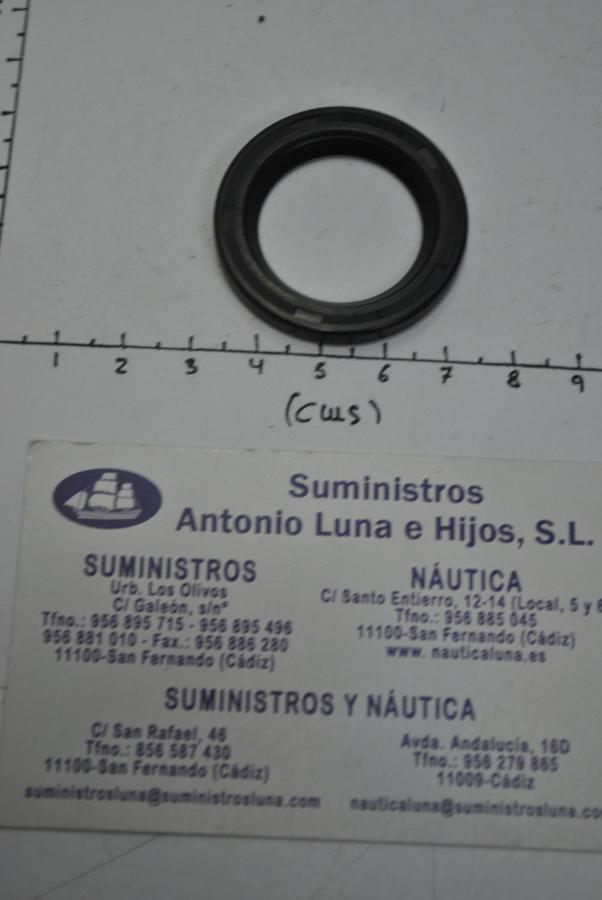 1 2 3 4 5 6 7 8 9
(cms)
Suministros
Antonio Luna e Hijos, S.L.
SUMINISTROS
Urb. Los Olivos
C/ Galeón, s/nº
Tfno.: 956 895 715 - 956 895 496
956 881 010 - Fax.: 956 886 280
11100-San Fernando (Cádiz)
NÁUTICA
C/ Santo Entierro, 12-14 (Local, 5 y 6
Tfno.: 956 885 045
11100-San Fernando (Cádiz)
www. nauticaluna.es
SUMINISTROS Y NÁUTICA
C/ San Rafael, 46
Tfno.: 856 587 430
11100-San Fernando (Cádiz)
suministrosluna@suministrosluna.com
Avda. Andalucía, 16D
Tfno.: 956 279 865
11009-Cádiz
nauticaluna@suministrosluna.co